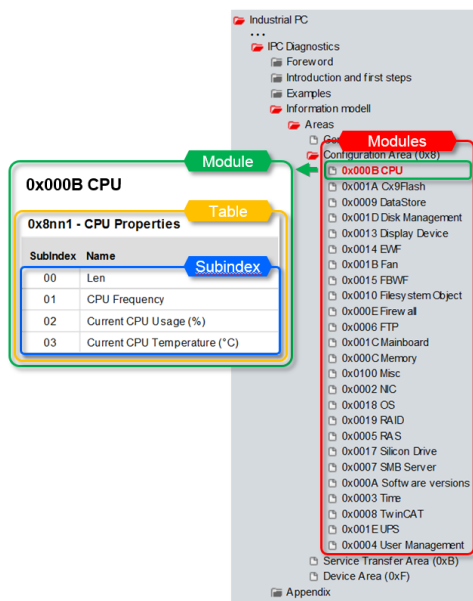 Industrial PC
...
IPC Diagnostics
Foreword
Introduction and first steps
Examples
Information modell
Areas
Modules
Configuration Area (0x8)
0x000B CPU
0x001A Cx9Flash
0x0009 DataStore
0x001D Disk Management
0x0013 Display Device
0x0014 EWF
0x001B Fan
0x0015 FBWF
0x0010 Filesystem Object
0x000E Firewall
0x0006 FTP
0x001C Mainboard
0x000C Memory
0x0100 Misc
0x0002 NIC
0x0018 OS
0x0019 RAID
0x0005 RAS
0x0017 Silicon Drive
0x0007 SMB Server
0x000A Software versions
0x0003 Time
0x0008 TwinCAT
0x001E UPS
0x0004 User Management
Service Transfer Area (0xB)
Device Area (0xF)
Appendix
Module
0x000B CPU
Table
0x8nn1 - CPU Properties
SubIndex Name
Subindex
00 Len
01 CPU Frequency
02 Current CPU Usage (%)
03 Current CPU Temperature (°C)